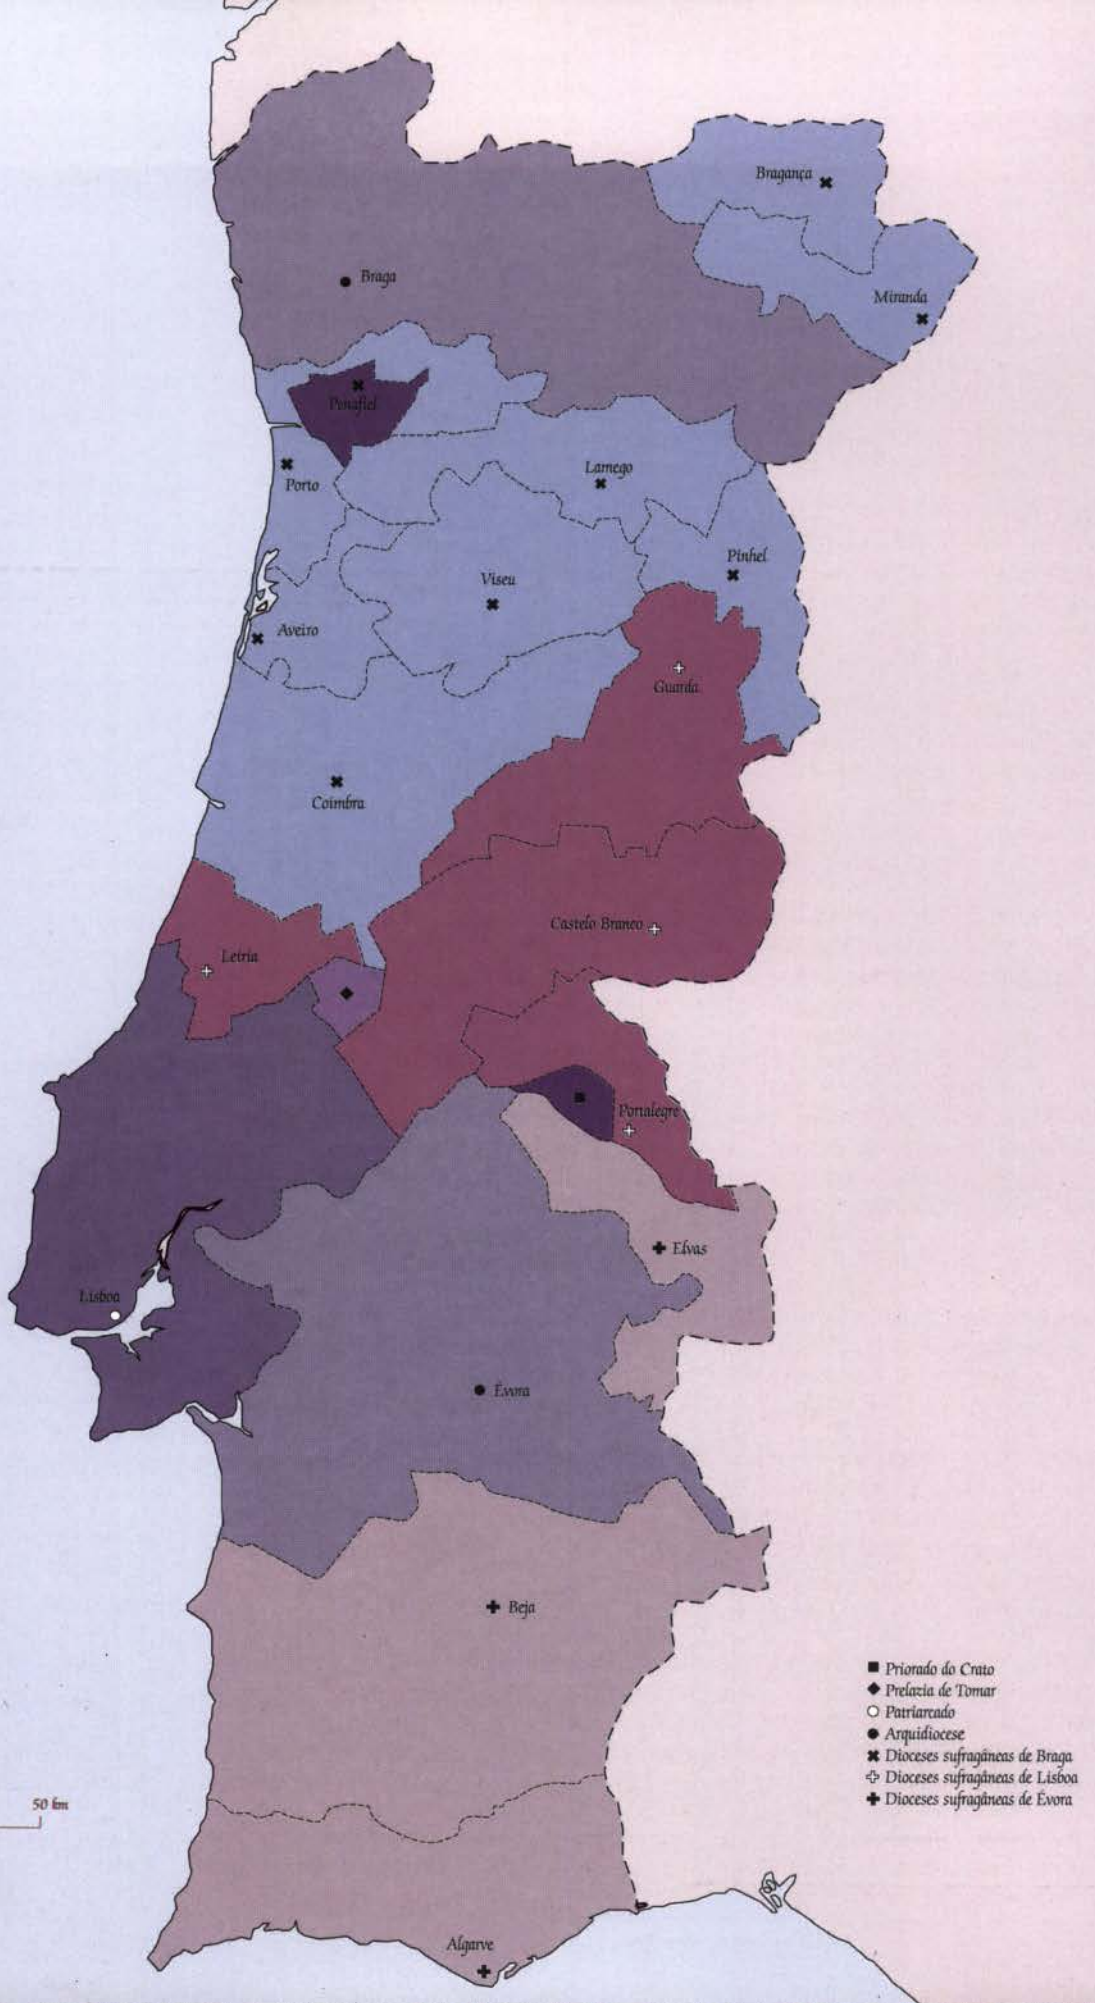 Bragança
Braga
Miranda
Penafiel
Lamego
Porto
Pinhel
Viseu
Aveiro
Guarda
Coimbra
Castelo Branco
Leiria
Portalegre
Elvas
Lisboa
Évora
Beja
Priorado do Crato
Prelazia de Tomar
Patriarcado
Arquidiocese
Dioceses sufragâneas de Braga
Dioceses sufragâneas de Lisboa
Dioceses sufragâneas de Évora
50 km
Algarve